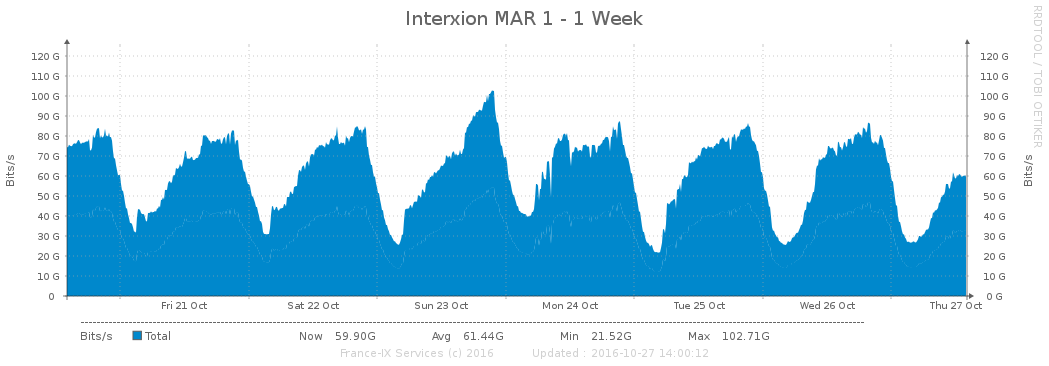 Interxion MAR 1 - 1 Week
RRDTOOL / TOBI OETIKER
120 G 120 G
110 G 110 G
100 G 100 G
90 G 90 G
80 G 80 G
70 G 70 G
60 G 60 G
50 G 50 G
40 G 40 G
30 G 30 G
20 G 20 G
10 G 10 G
0 0 G
Bits/s
Bits/s
Fri 21 Oct Sat 22 Oct Sun 23 Oct Mon 24 Oct Tue 25 Oct Wed 26 Oct Thu 27 Oct
Bits/s Total Now 59.90G Avg 61.44G Min 21.52G Max 102.71G
France-IX Services (c) 2016 Updated : 2016-10-27 14:00:12